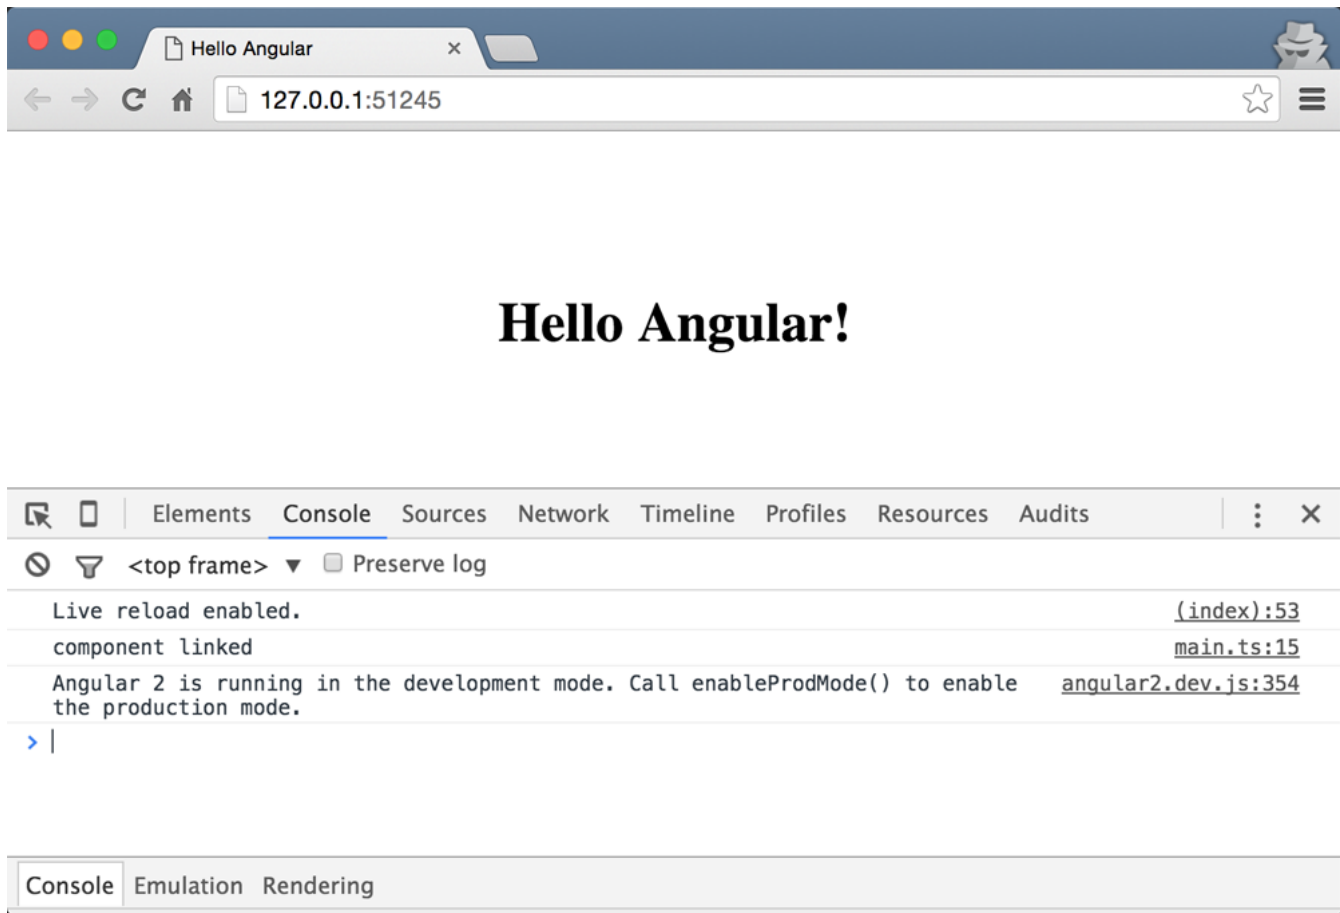 Hello Angular
127.0.0.1:51245
Hello Angular!
Elements Console Sources Network Timeline Profiles Resources Audits
<top frame> ▼ Preserve log
Live reload enabled. (index):53
component linked main.ts:15
Angular 2 is running in the development mode. Call enableProdMode() to enable angular2.dev.js:354
the production mode.
>
Console Emulation Rendering